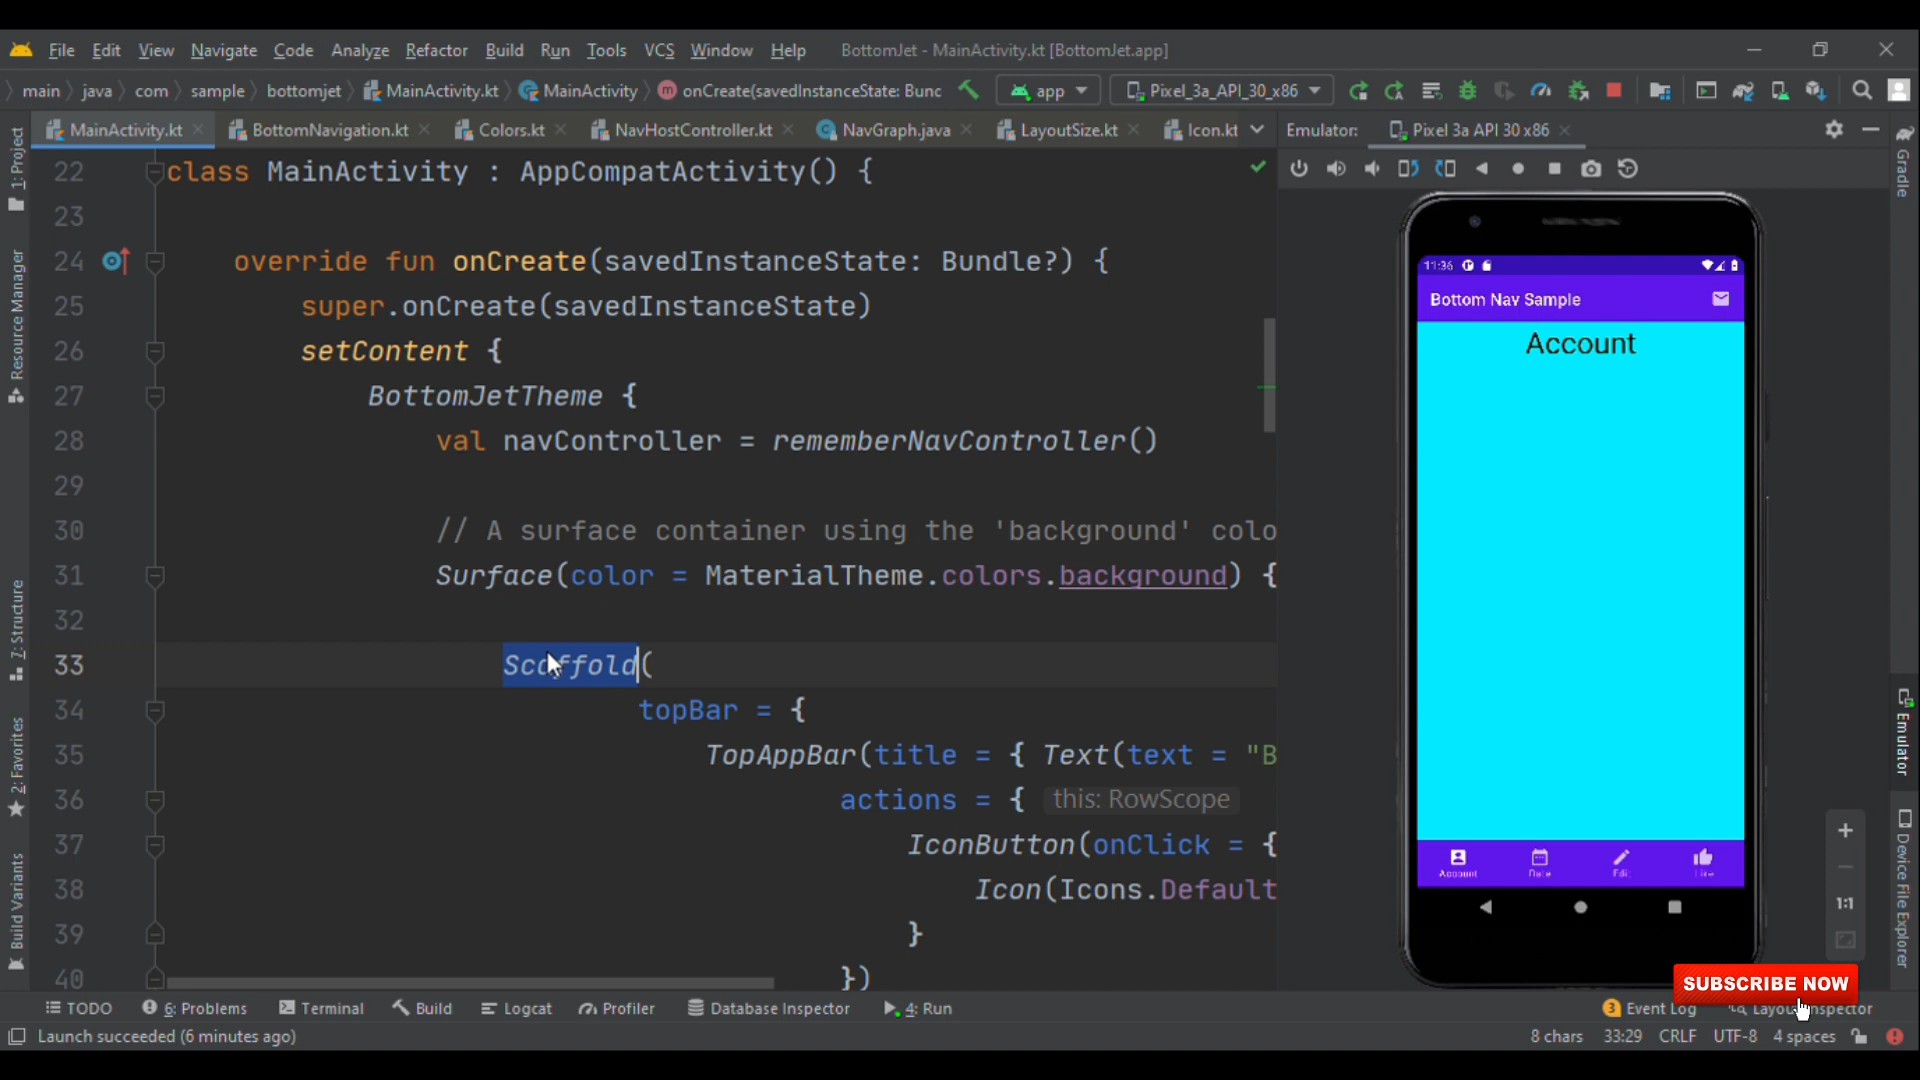 File Edit View Navigate Code Analyze Refactor Build Run Tools VCS Window Help BottomJet - MainActivity.kt [BottomJet.app]
main java com sample bottomjet MainActivity.kt MainActivity onCreate(savedInstanceState: Bunc app Pixel_3a_API_30_x86
MainActivity.kt BottomNavigation.kt Colors.kt NavHostController.kt NavGraph.java LayoutSize.kt Icon.kt Emulator: Pixel 3a API 30 x86
1: Project
Resource Manager
7: Structure
2: Favorites
Build Variants
22 class MainActivity : AppCompatActivity() {
23
24 override fun onCreate(savedInstanceState: Bundle?) {
25 super.onCreate(savedInstanceState)
26 setContent {
27 BottomJetTheme {
28 val navController = rememberNavController()
29
30 // A surface container using the 'background' colo
31 Surface(color = MaterialTheme.colors.background) {
32
33 Scaffold(
34 topBar = {
35 TopAppBar(title = { Text(text = "B
36 actions = { this: RowScope
37 IconButton(onClick = {
38 Icon(Icons.Default
39 }
40 })
11:36
Bottom Nav Sample
Account
Account Date Edit Like
1:1
Gradle
Emulator
Device File Explorer
SUBSCRIBE NOW
TODO 6: Problems Terminal Build Logcat Profiler Database Inspector 4: Run 3 Event Log Layout Inspector
Launch succeeded (6 minutes ago) 8 chars 33:29 CRLF UTF-8 4 spaces